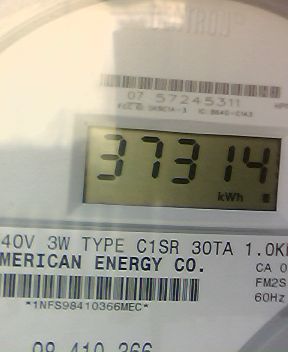 07 57245311
37314
kWh
40V 3W TYPE C1SR 30TA 1.0K
MERICAN ENERGY CO.
CA 0
FM2S
60Hz
*1NFS98410366MEC*
98 410 366